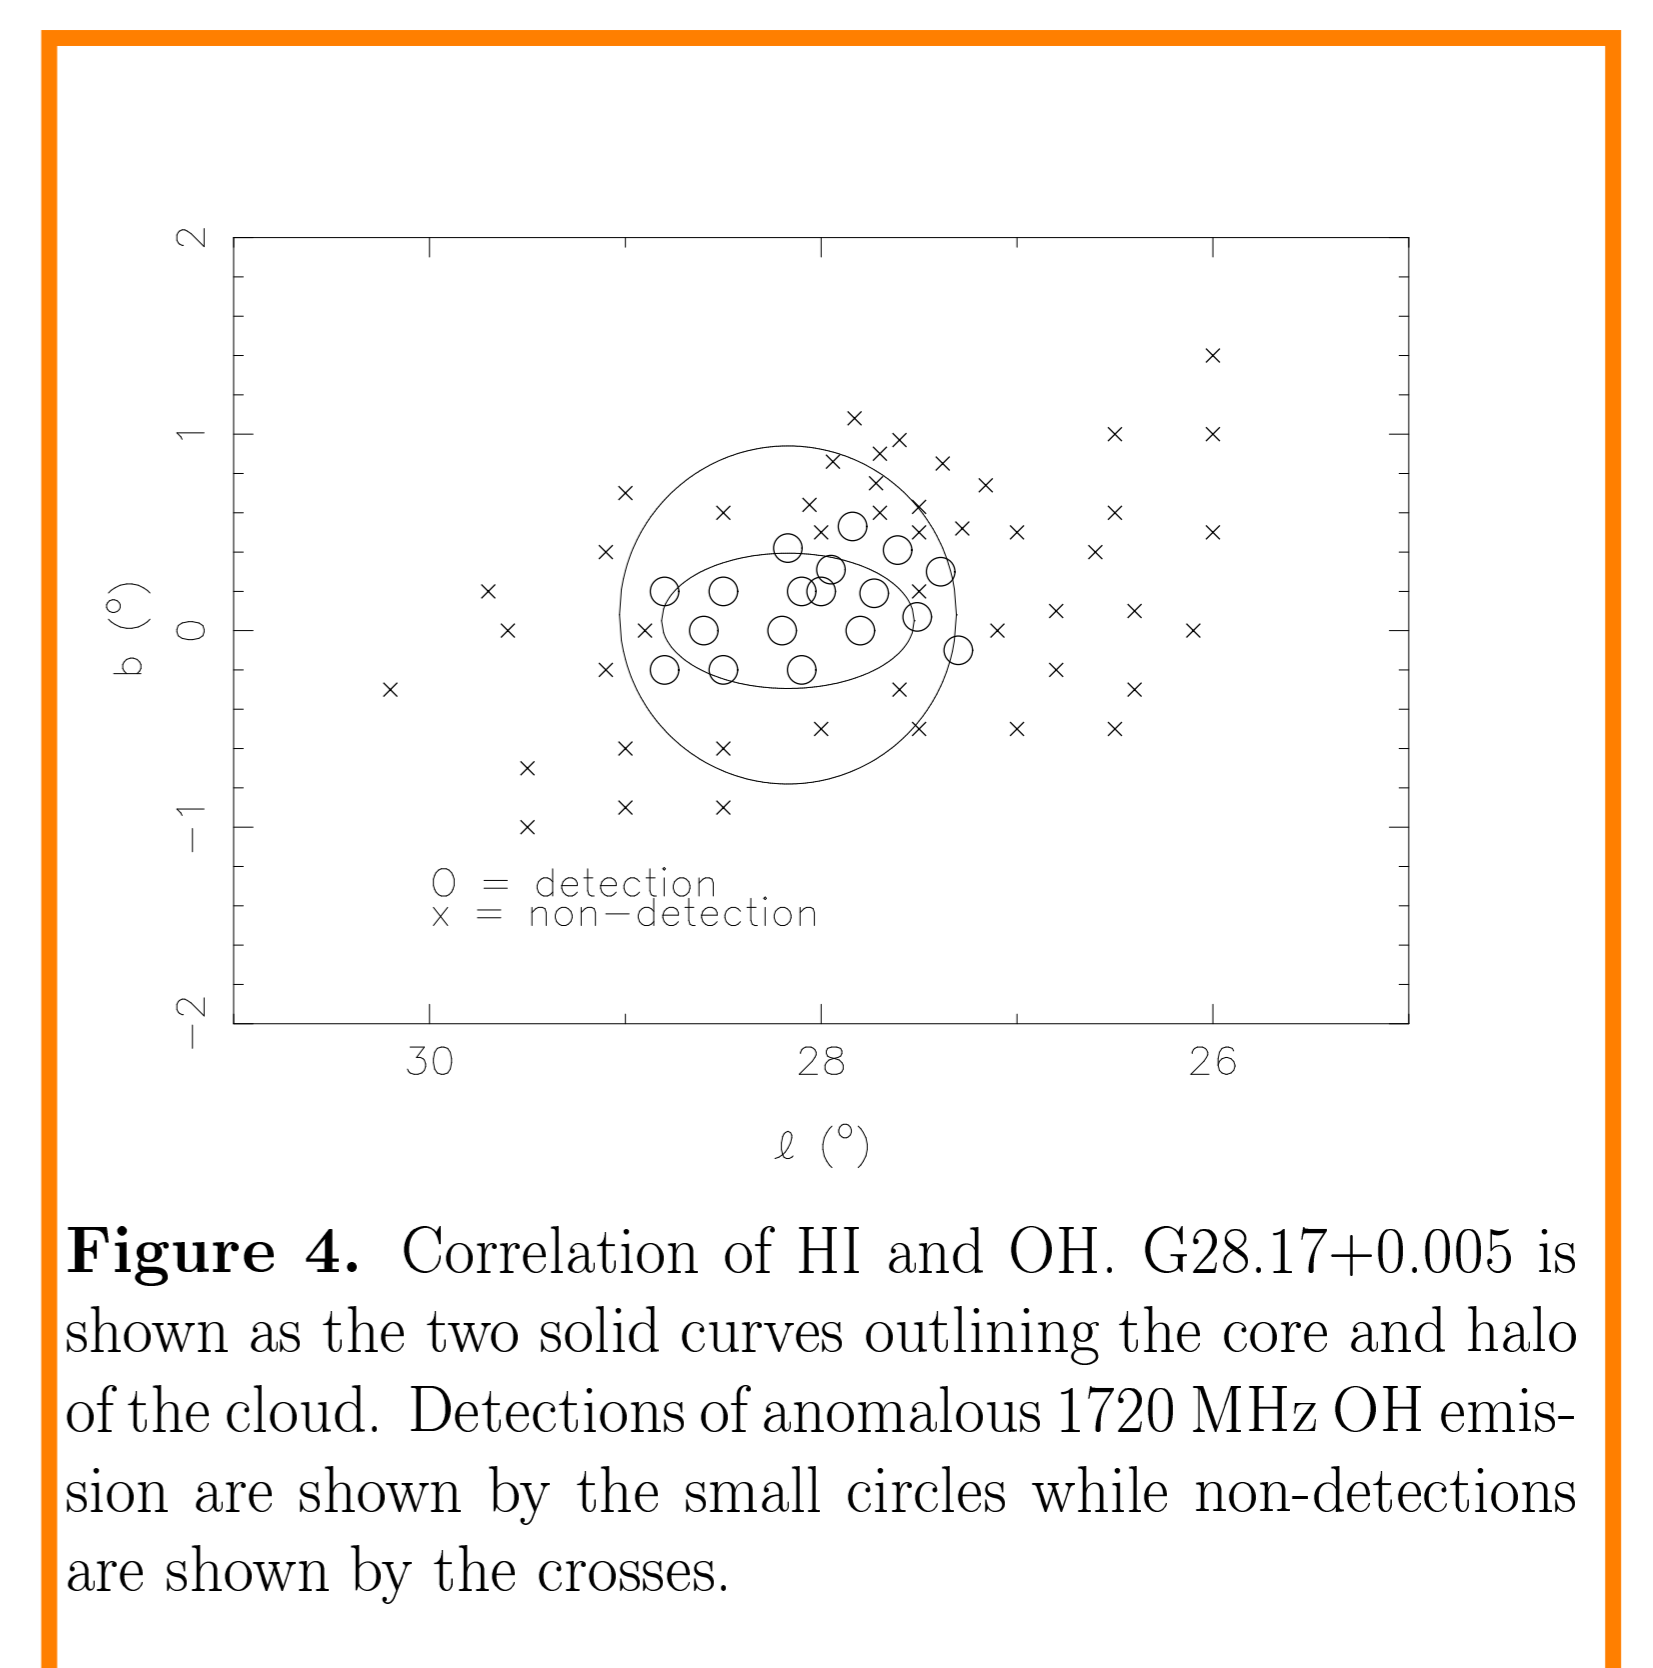 2
1
0
−1
−2
b (°)
O = detection
x = non−detection
30 28 26
ℓ (°)
Figure 4. Correlation of HI and OH. G28.17+0.005 is
shown as the two solid curves outlining the core and halo
of the cloud. Detections of anomalous 1720 MHz OH emis-
sion are shown by the small circles while non-detections
are shown by the crosses.